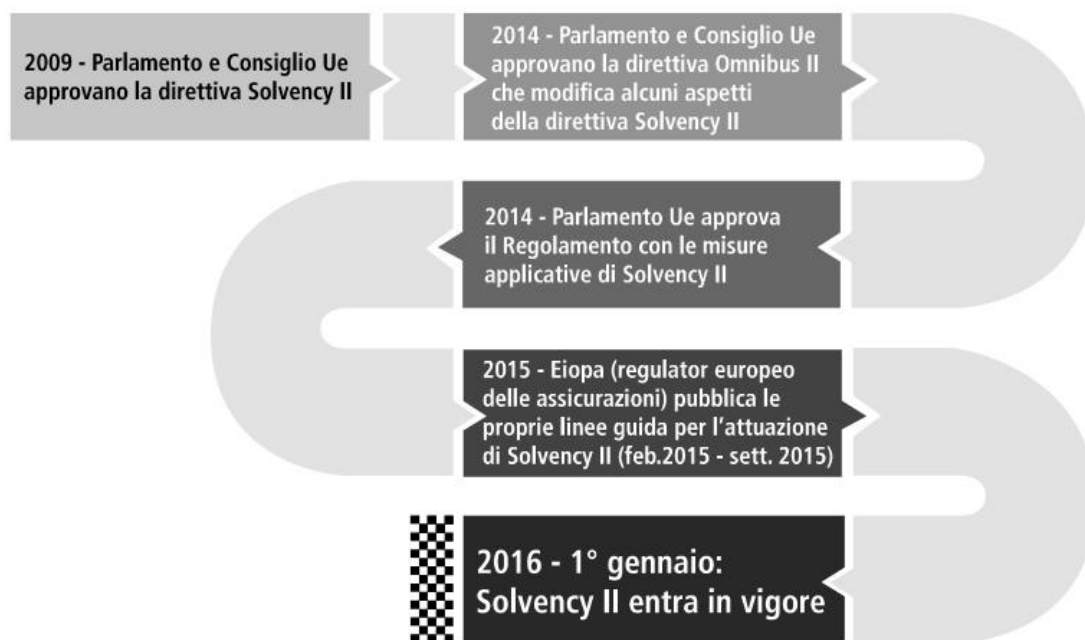 2009 - Parlamento e Consiglio Ue
approvano la direttiva Solvency II
2014 - Parlamento e Consiglio Ue
approvano la direttiva Omnibus II
che modifica alcuni aspetti
della direttiva Solvency II
2014 - Parlamento Ue approva
il Regolamento con le misure
applicative di Solvency II
2015 - Eiopa (regulator europeo
delle assicurazioni) pubblica le
proprie linee guida per l'attuazione
di Solvency II (feb.2015 - sett. 2015)
2016 - 1° gennaio:
Solvency II entra in vigore